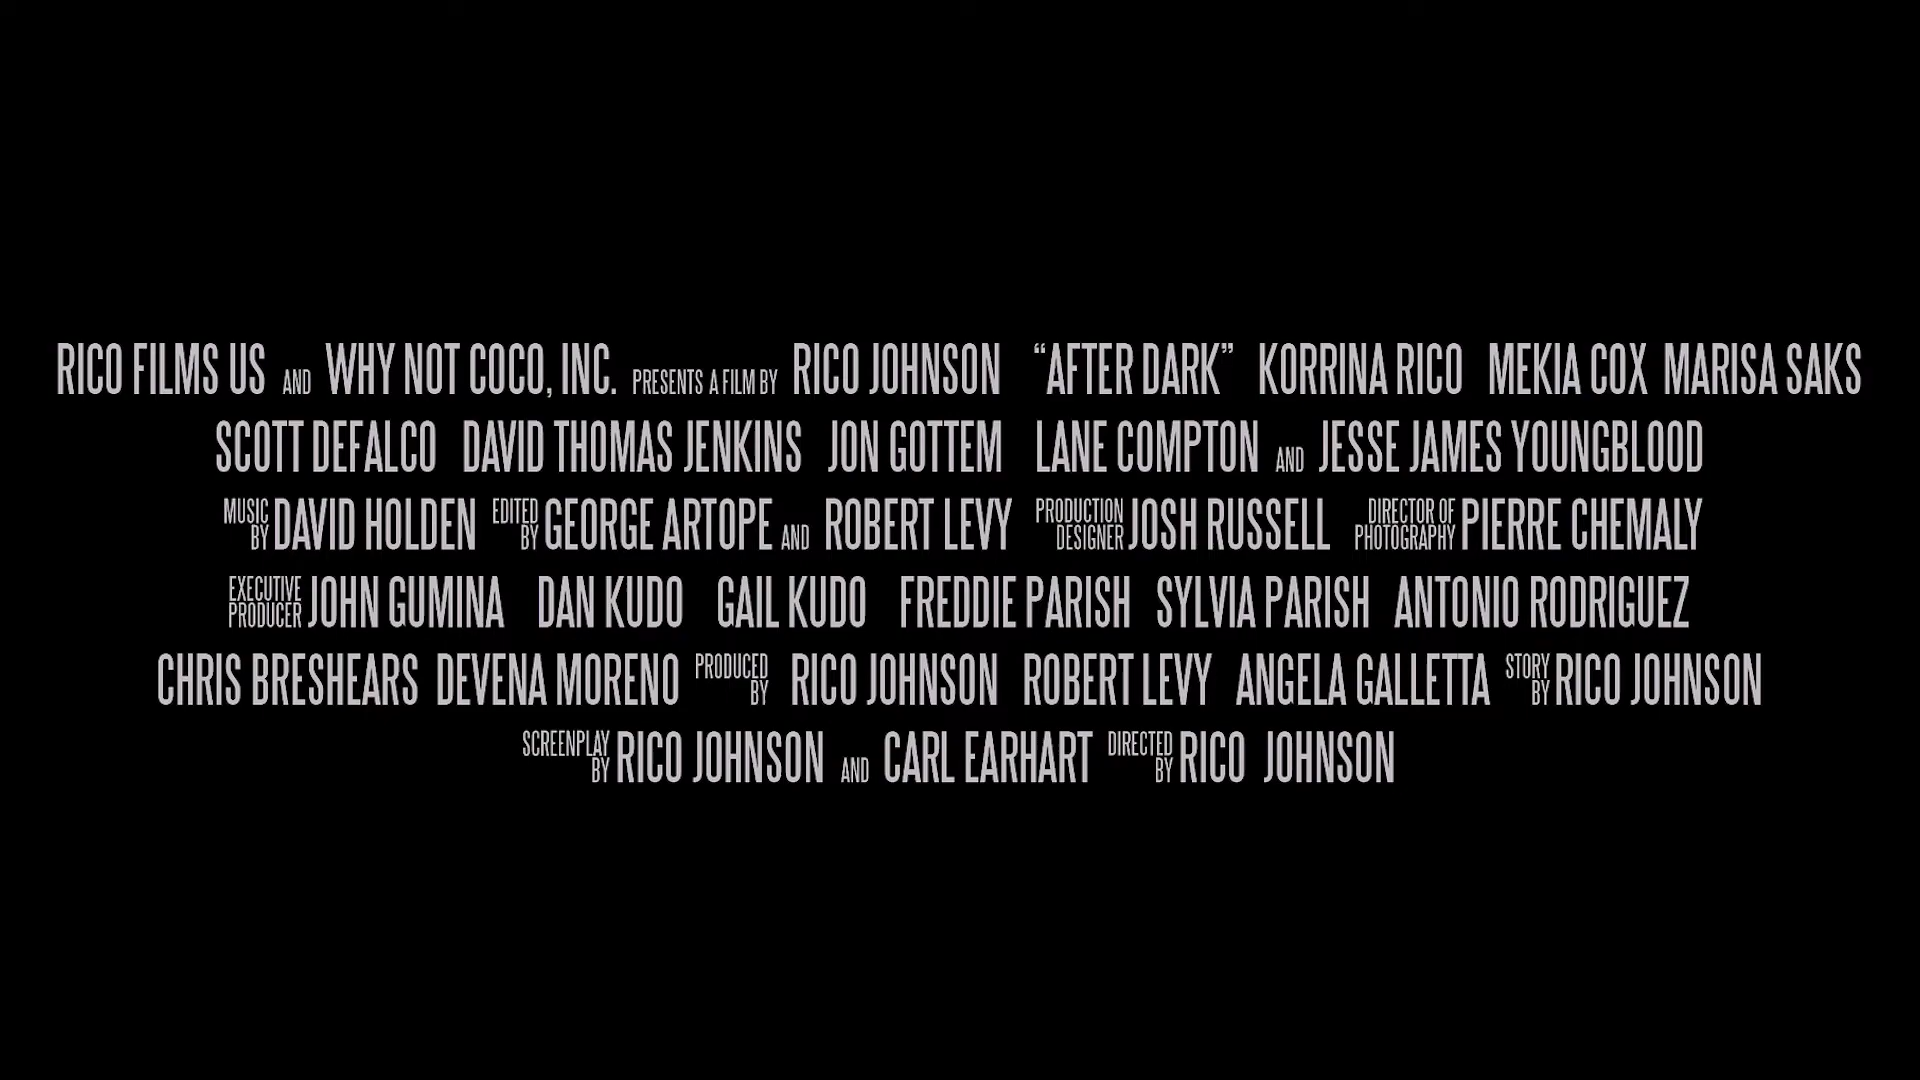 RICO FILMS US AND WHY NOT COCO, INC. PRESENTS A FILM BY RICO JOHNSON “AFTER DARK” KORRINA RICO MEKIA COX MARISA SAKS
SCOTT DEFALCO DAVID THOMAS JENKINS JON GOTTEM LANE COMPTON AND JESSE JAMES YOUNGBLOOD
MUSIC BY DAVID HOLDEN EDITED BY GEORGE ARTOPE AND ROBERT LEVY PRODUCTION DESIGNER JOSH RUSSELL DIRECTOR OF PHOTOGRAPHY PIERRE CHEMALY
EXECUTIVE PRODUCER JOHN GUMINA DAN KUDO GAIL KUDO FREDDIE PARISH SYLVIA PARISH ANTONIO RODRIGUEZ
CHRIS BRESHEARS DEVENA MORENO PRODUCED BY RICO JOHNSON ROBERT LEVY ANGELA GALLETTA STORY BY RICO JOHNSON
SCREENPLAY BY RICO JOHNSON AND CARL EARHART DIRECTED BY RICO JOHNSON